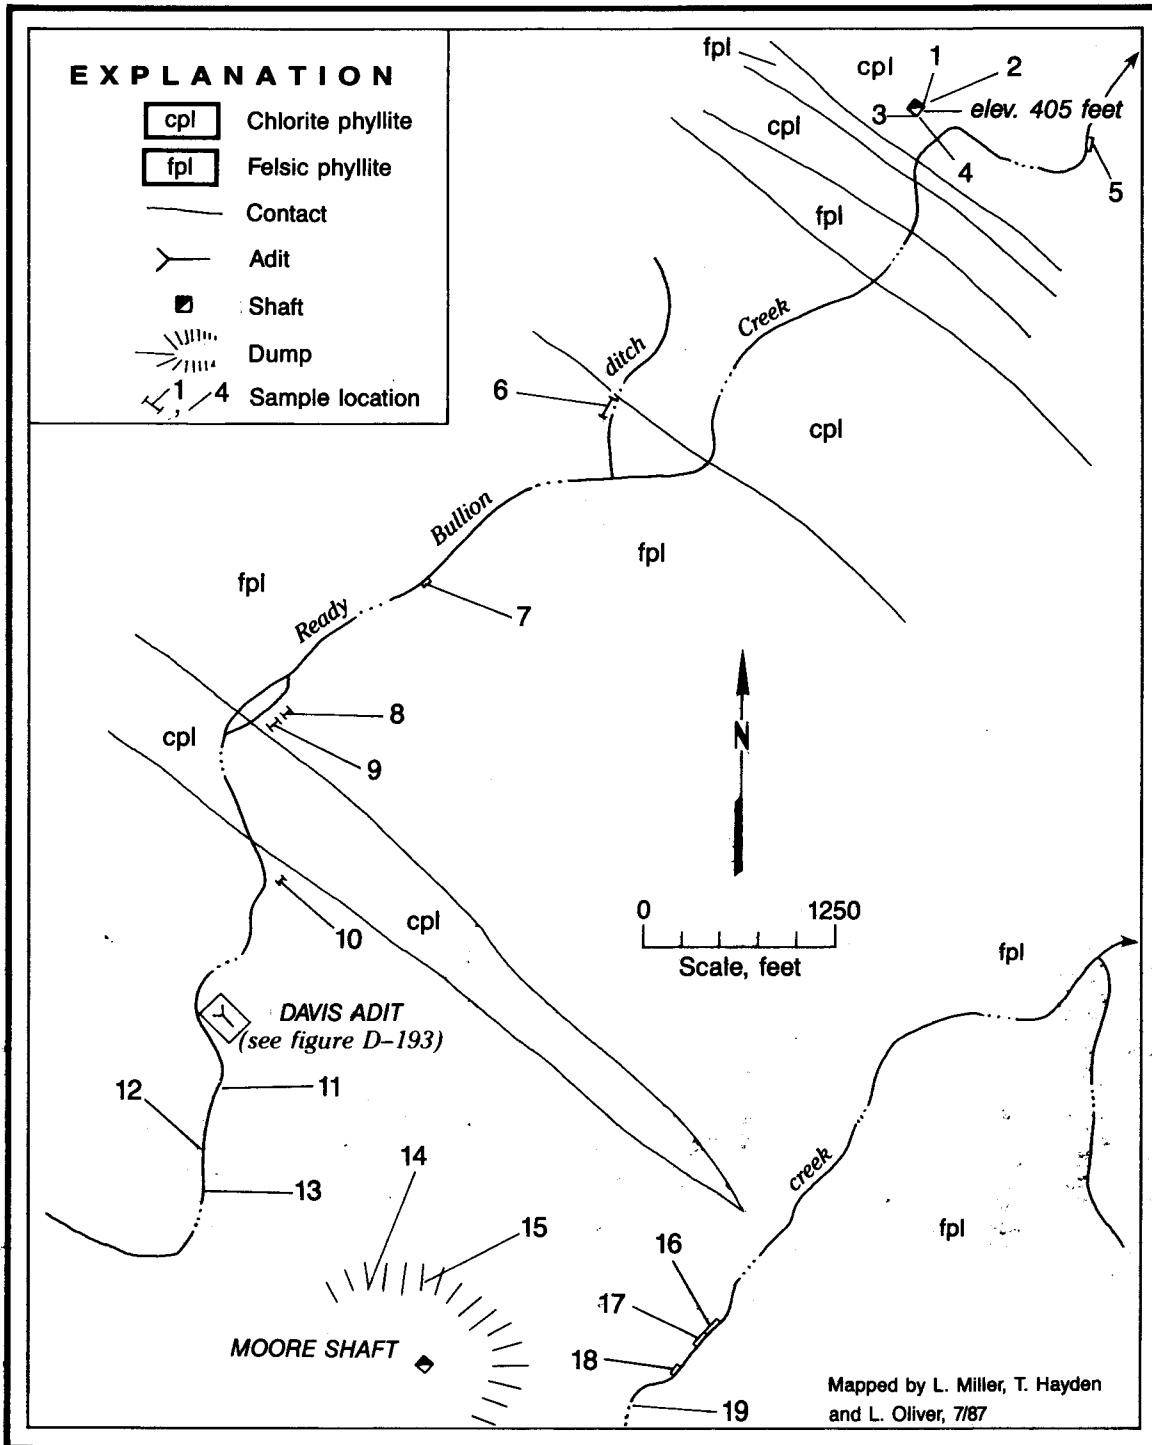 EXPLANATION
cpl Chlorite phyllite
fpl Felsic phyllite
Contact
Adit
Shaft
Dump
1, 4 Sample location
fpl
cpl
1
2
3
elev. 405 feet
4
5
cpl
fpl
Creek
ditch
6
cpl
Bullion
fpl
fpl
7
Ready
8
9
cpl
N
10
cpl
0 1250
Scale, feet
fpl
DAVIS ADIT
(see figure D-193)
11
12
13
14
15
creek
fpl
16
17
18
19
MOORE SHAFT
Mapped by L. Miller, T. Hayden
and L. Oliver, 7/87